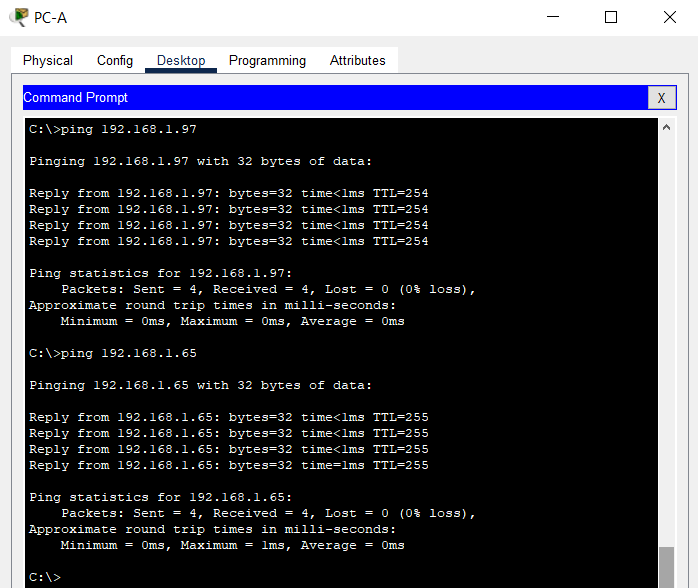 PC-A
Physical Config Desktop Programming Attributes
Command Prompt X
C:\>ping 192.168.1.97
Pinging 192.168.1.97 with 32 bytes of data:
Reply from 192.168.1.97: bytes=32 time<1ms TTL=254
Reply from 192.168.1.97: bytes=32 time<1ms TTL=254
Reply from 192.168.1.97: bytes=32 time<1ms TTL=254
Reply from 192.168.1.97: bytes=32 time<1ms TTL=254
Ping statistics for 192.168.1.97:
    Packets: Sent = 4, Received = 4, Lost = 0 (0% loss),
Approximate round trip times in milli-seconds:
    Minimum = 0ms, Maximum = 0ms, Average = 0ms
C:\>ping 192.168.1.65
Pinging 192.168.1.65 with 32 bytes of data:
Reply from 192.168.1.65: bytes=32 time<1ms TTL=255
Reply from 192.168.1.65: bytes=32 time<1ms TTL=255
Reply from 192.168.1.65: bytes=32 time<1ms TTL=255
Reply from 192.168.1.65: bytes=32 time=1ms TTL=255
Ping statistics for 192.168.1.65:
    Packets: Sent = 4, Received = 4, Lost = 0 (0% loss),
Approximate round trip times in milli-seconds:
    Minimum = 0ms, Maximum = 1ms, Average = 0ms
C:\>